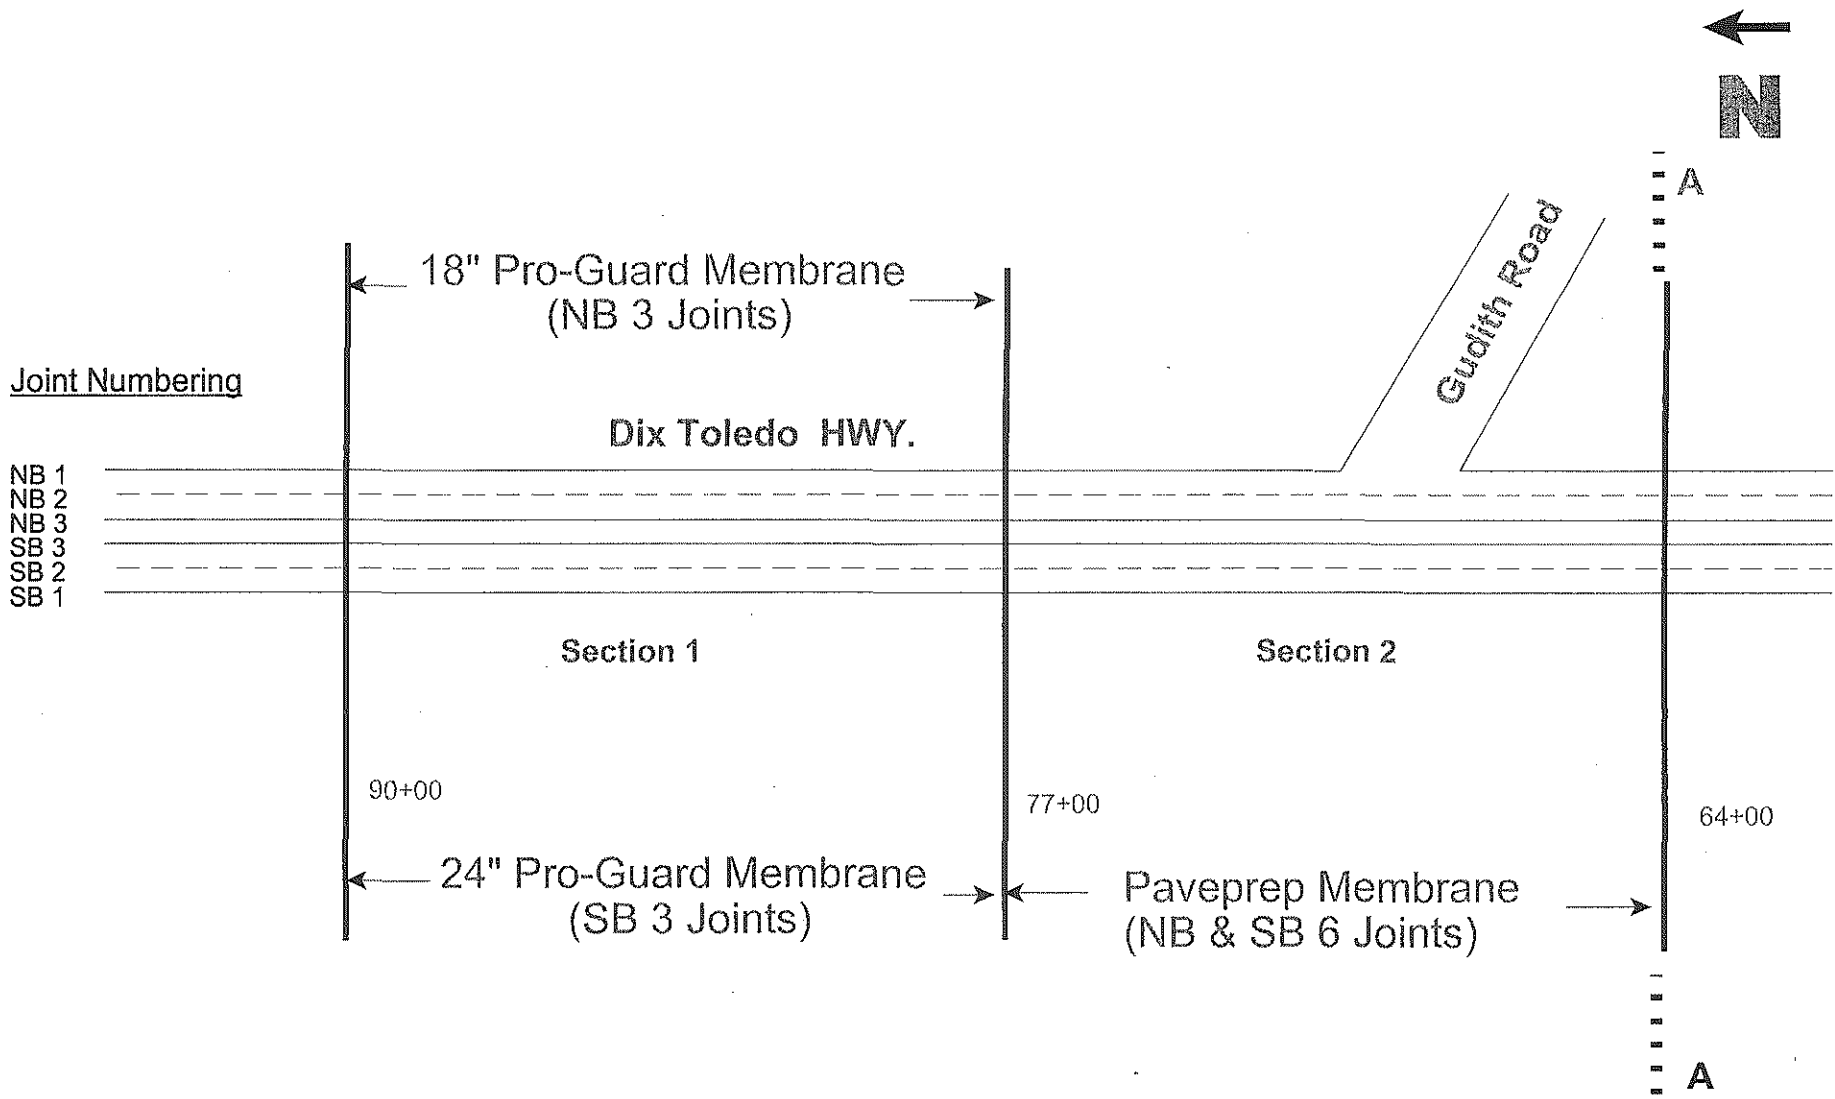 N
A
18" Pro-Guard Membrane
(NB 3 Joints)
Gudith Road
Joint Numbering
Dix Toledo HWY.
NB 1
NB 2
NB 3
SB 3
SB 2
SB 1
Section 1
Section 2
90+00
77+00
64+00
24" Pro-Guard Membrane
(SB 3 Joints)
Paveprep Membrane
(NB & SB 6 Joints)
A